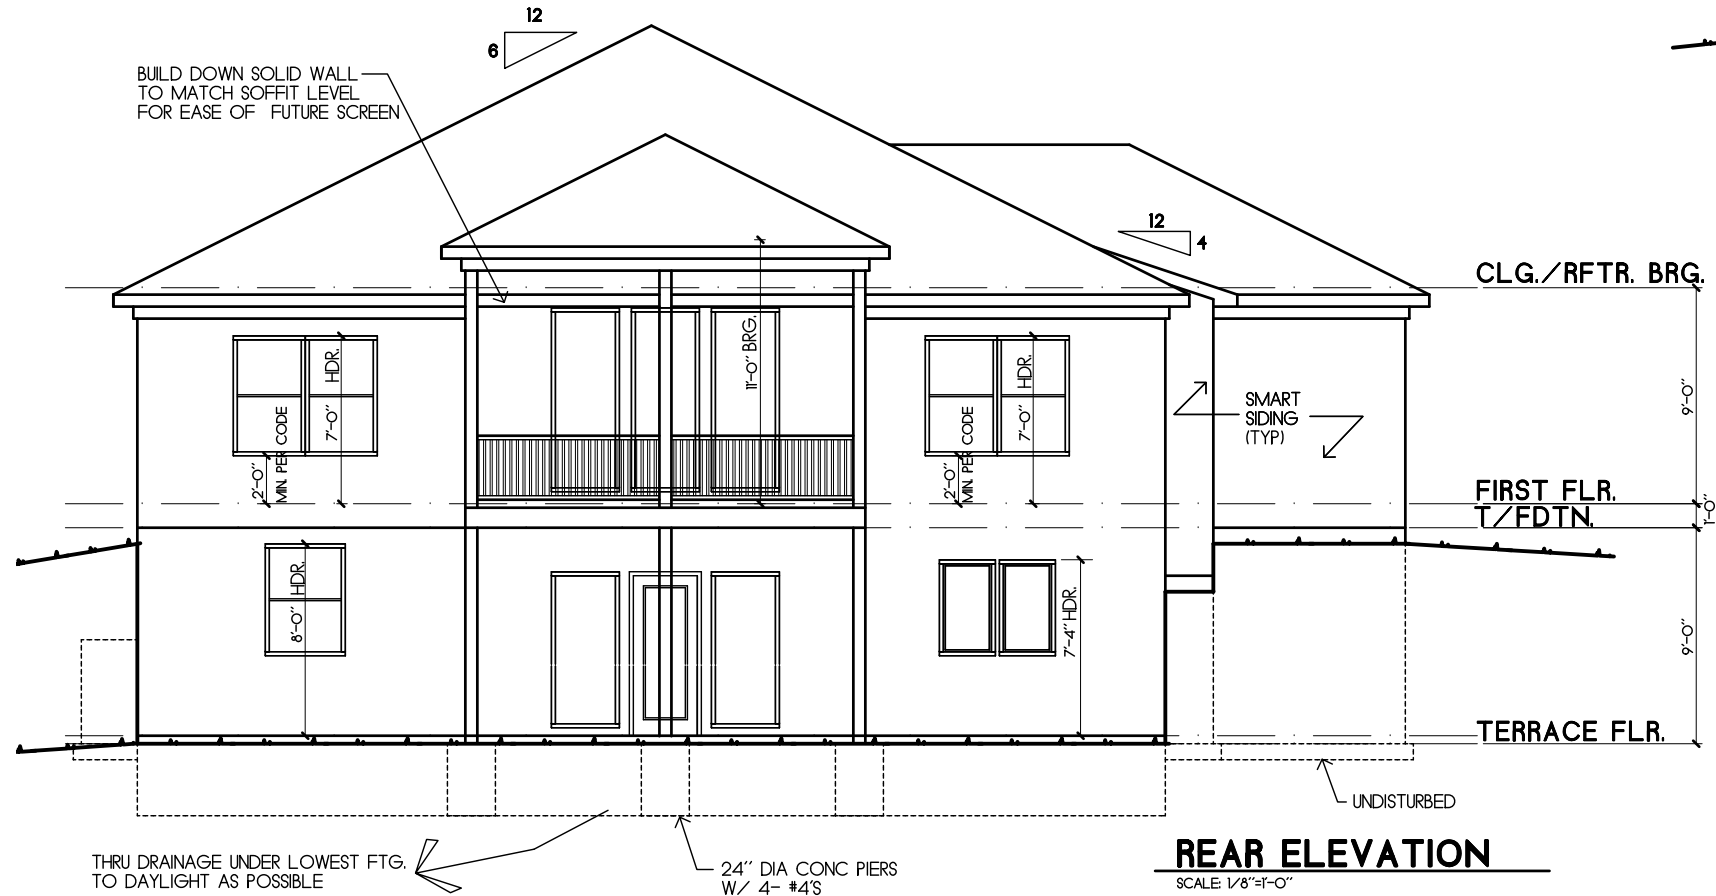 12
6
BUILD DOWN SOLID WALL
TO MATCH SOFFIT LEVEL
FOR EASE OF FUTURE SCREEN
12
4
CLG./RFTR. BRG.
HDR.
7'-0"
2'-0"
MIN. PER CODE
11'-0" BRG.
HDR.
7'-0"
2'-0"
MIN. PER CODE
SMART
SIDING
(TYP)
9'-0"
FIRST FLR.
T/FDTN.
1'-0"
HDR.
8'-0"
7'-4" HDR.
9'-0"
TERRACE FLR.
UNDISTURBED
THRU DRAINAGE UNDER LOWEST FTG.
TO DAYLIGHT AS POSSIBLE
24" DIA CONC PIERS
W/ 4- #4'S
REAR ELEVATION
SCALE: 1/8"=1'-0"